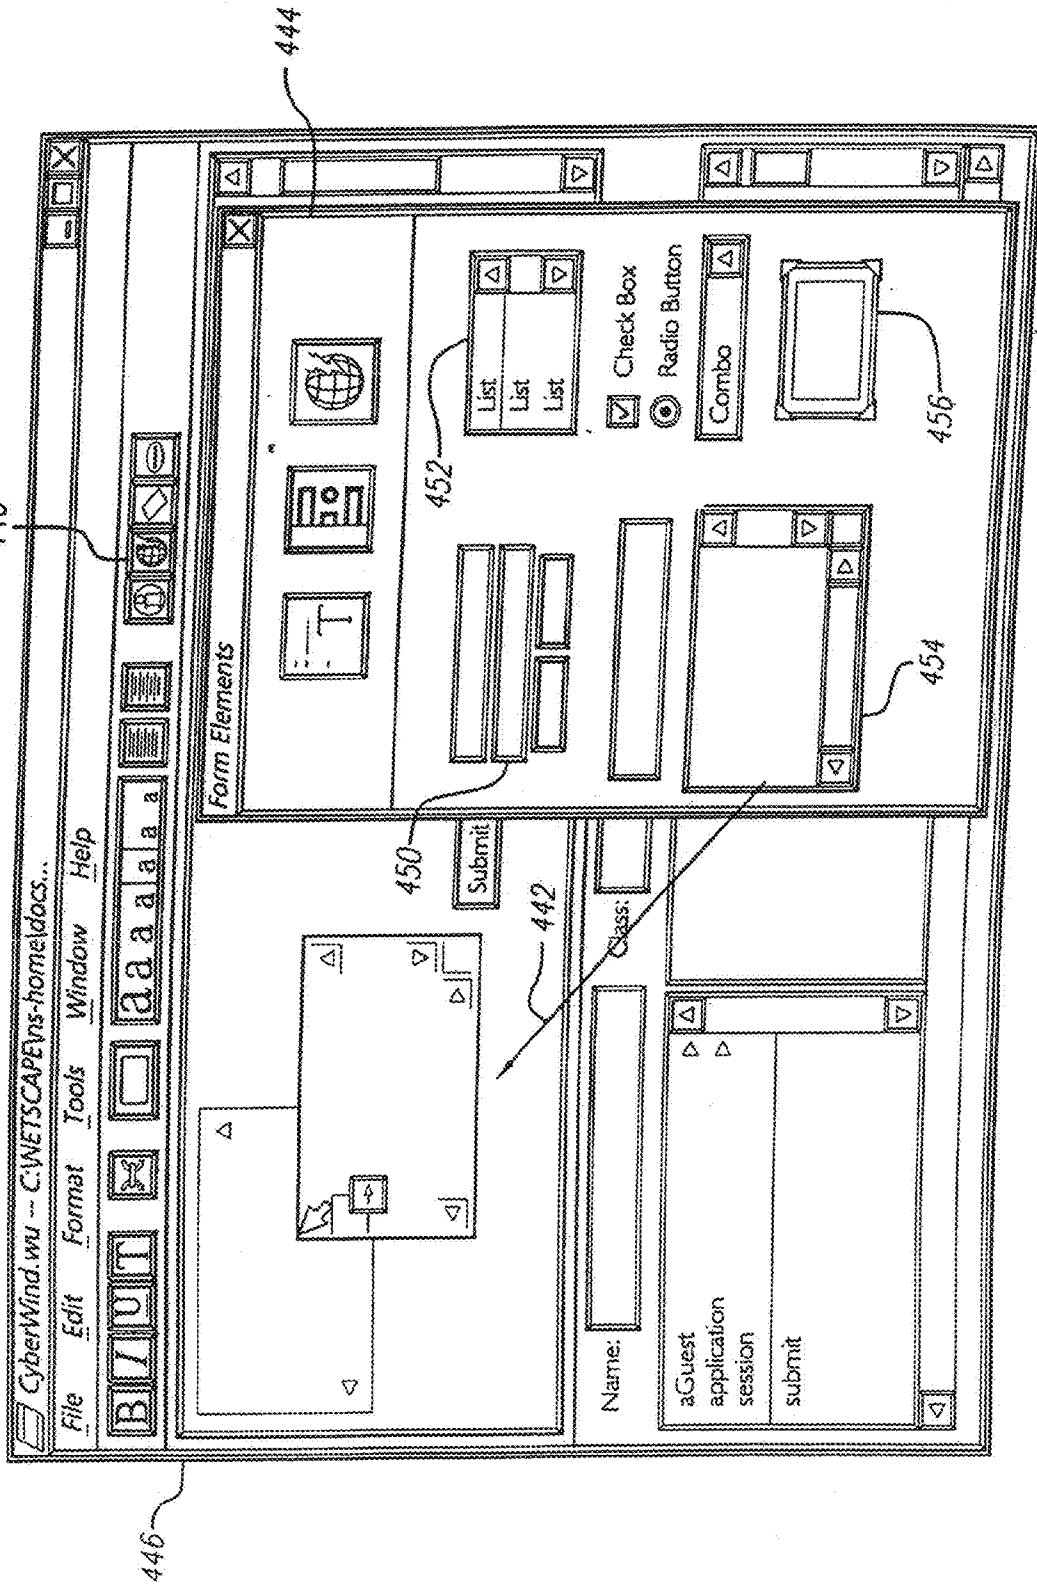 CyberWind.wu -- C:\NETSCAPE\ns-home\docs...
File Edit Format Tools Window Help
B I U T a a a a a a a
Form Elements
T
List
List
List
Check Box
Radio Button
Combo
Submit
Name:
Class:
aGuest
application
session
submit
444
446
442
450
452
454
456